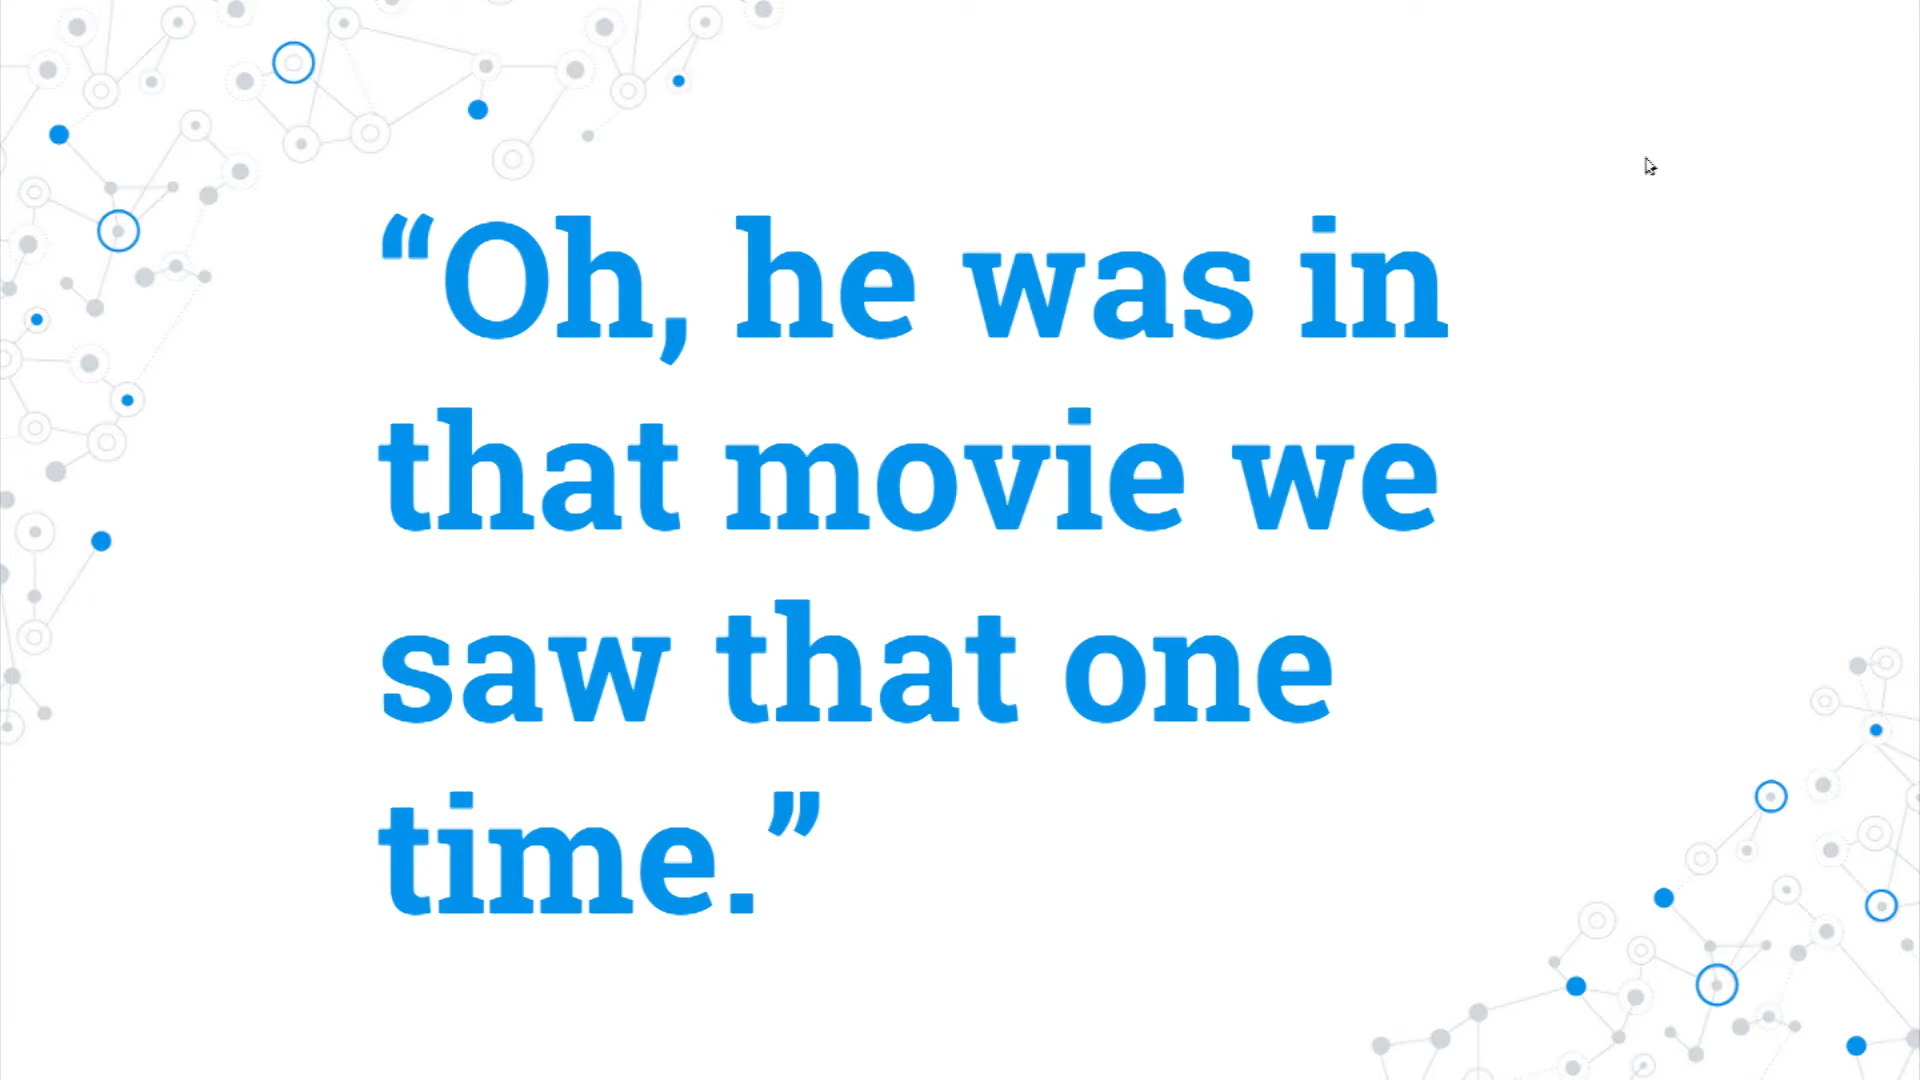 “Oh, he was in
that movie we
saw that one
time.”